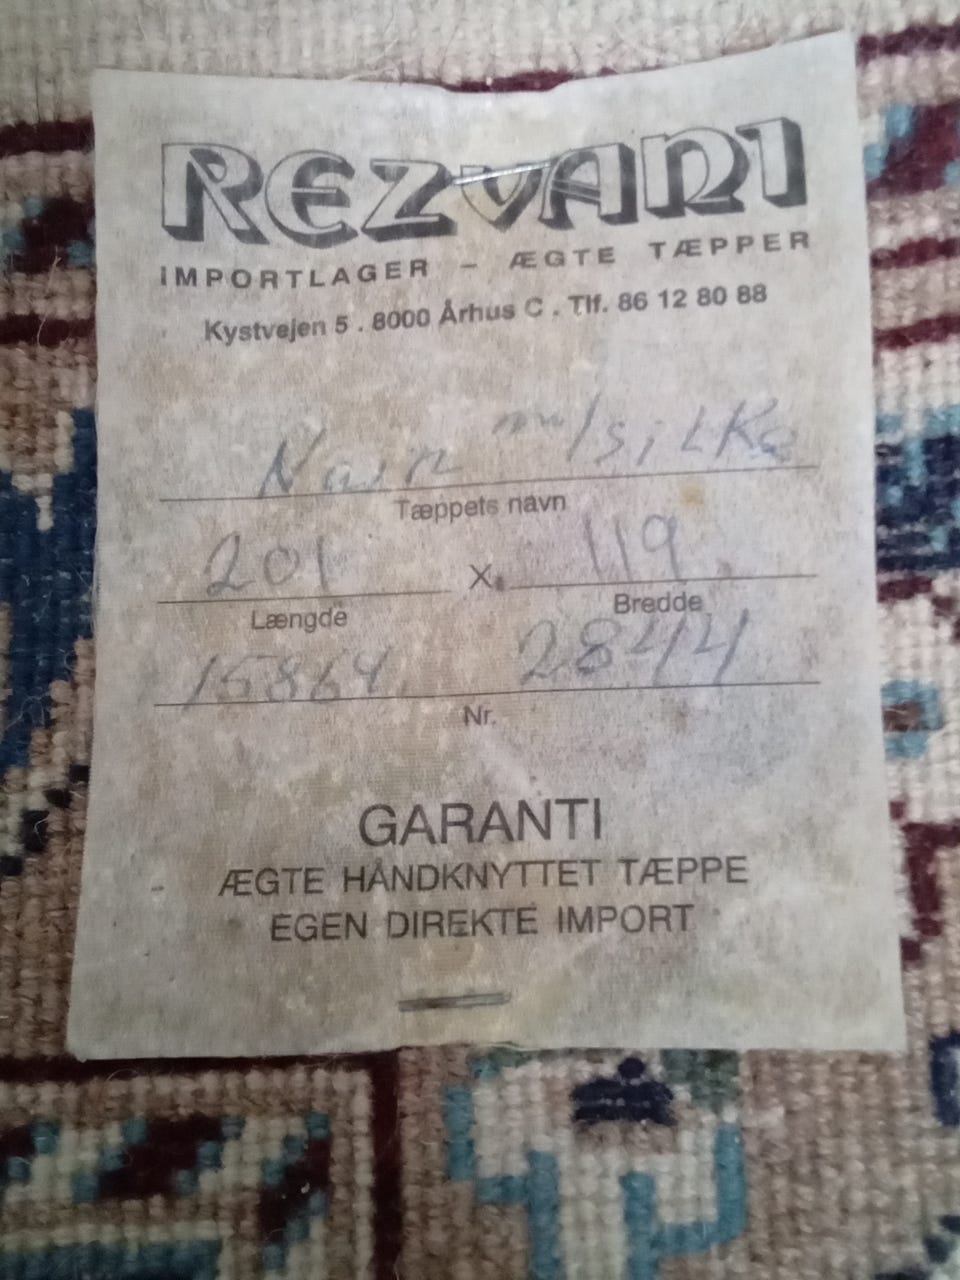 REZVANI
IMPORTLAGER - ÆGTE TÆPPER
Kystvejen 5 . 8000 Århus C . Tlf. 86 12 80 88
Nain m/silke
Tæppets navn
201 x 119
Længde Bredde
15864 2844
Nr.
GARANTI
ÆGTE HÅNDKNYTTET TÆPPE
EGEN DIREKTE IMPORT